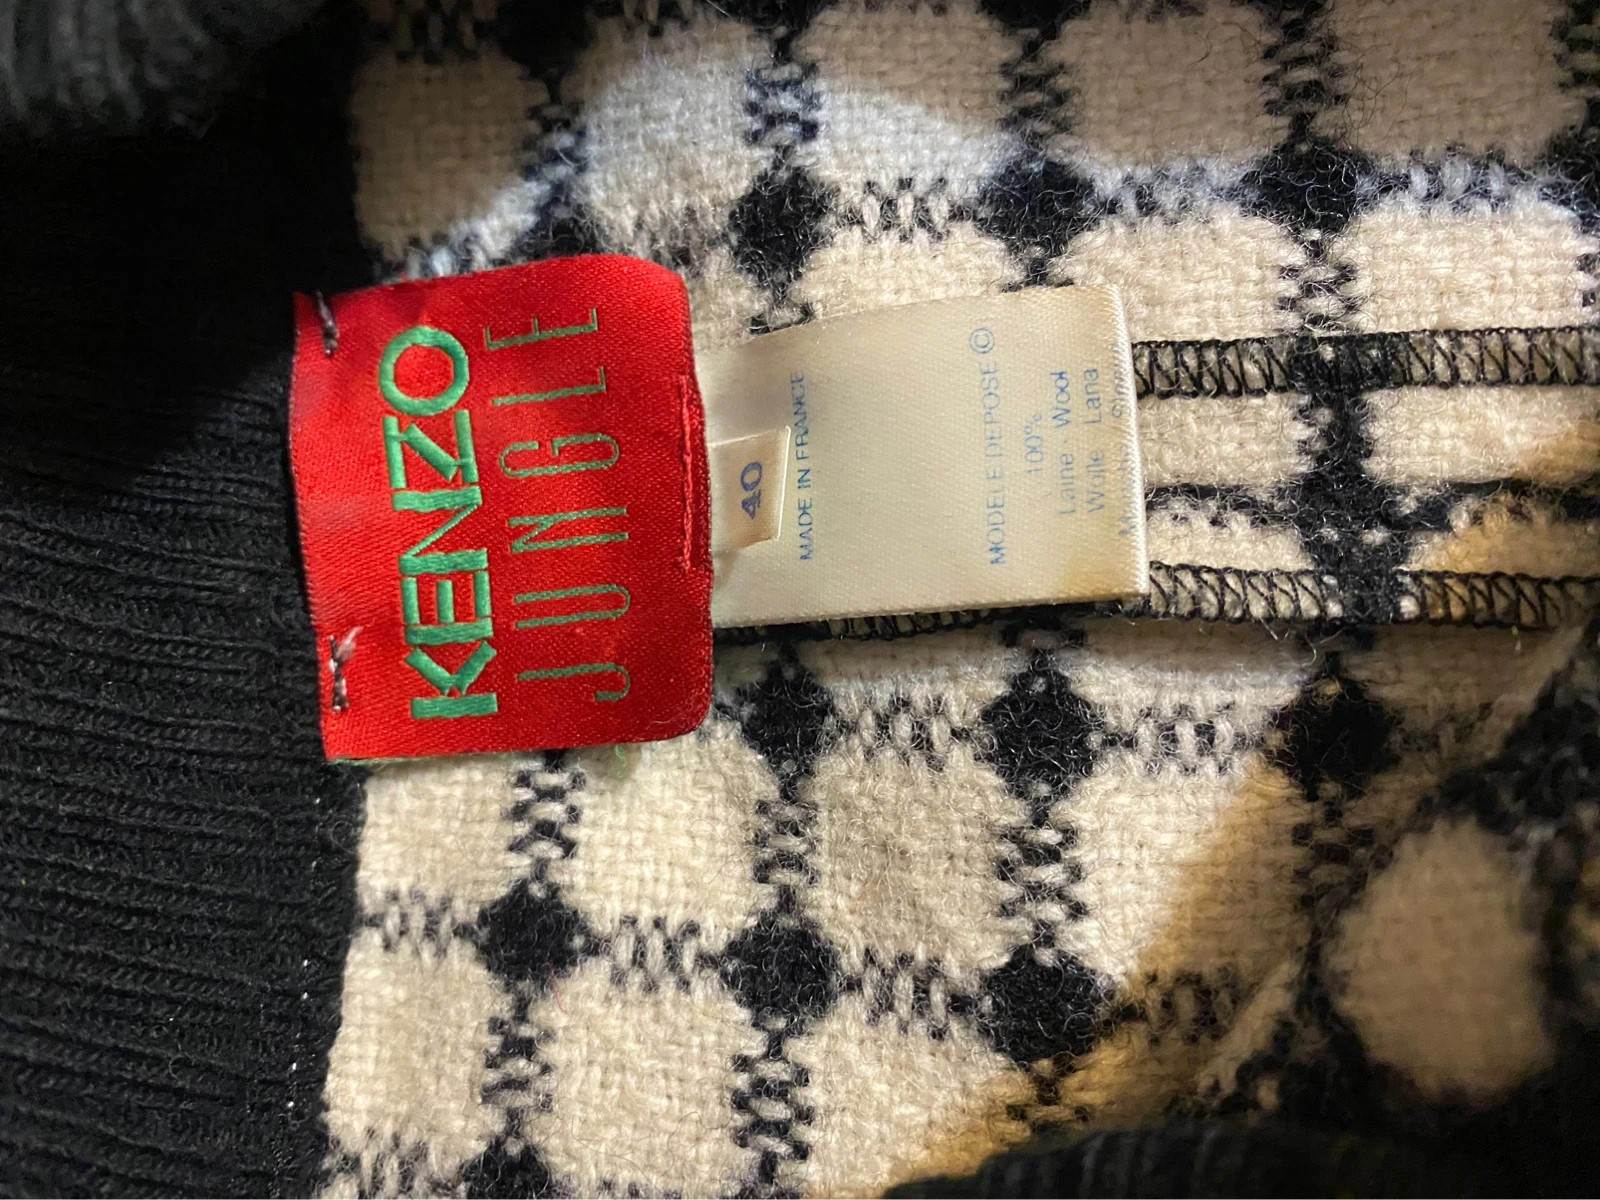 KENZO
JUNGLE
40
MADE IN FRANCE
MODELE DEPOSE ©
100%
Laine - Wool
Wolle Lana